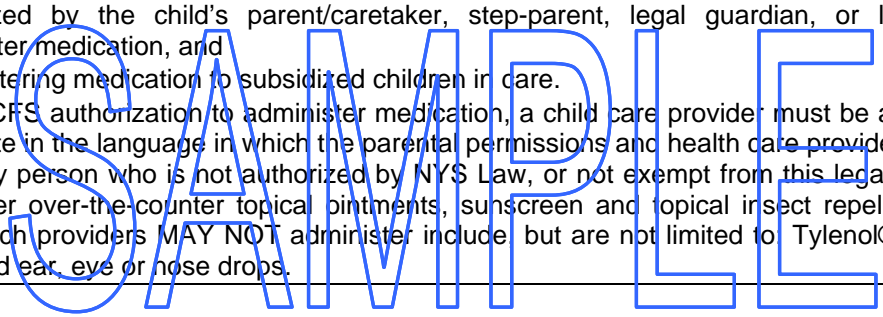 ed by the child's parent/caretaker, step-parent, legal guardian, or l
ter medication, and
tering medication to subsidized children in care.
CFS authorization to administer medication, a child care provider must be a
te in the language in which the parental permissions and health care provide
y person who is not authorized by NYS Law, or not exempt from this lega
er over-the-counter topical ointments, sunscreen and topical insect repel
ch providers MAY NOT administer include, but are not limited to: Tylenol®
d ear, eye or nose drops.
SAMPLE